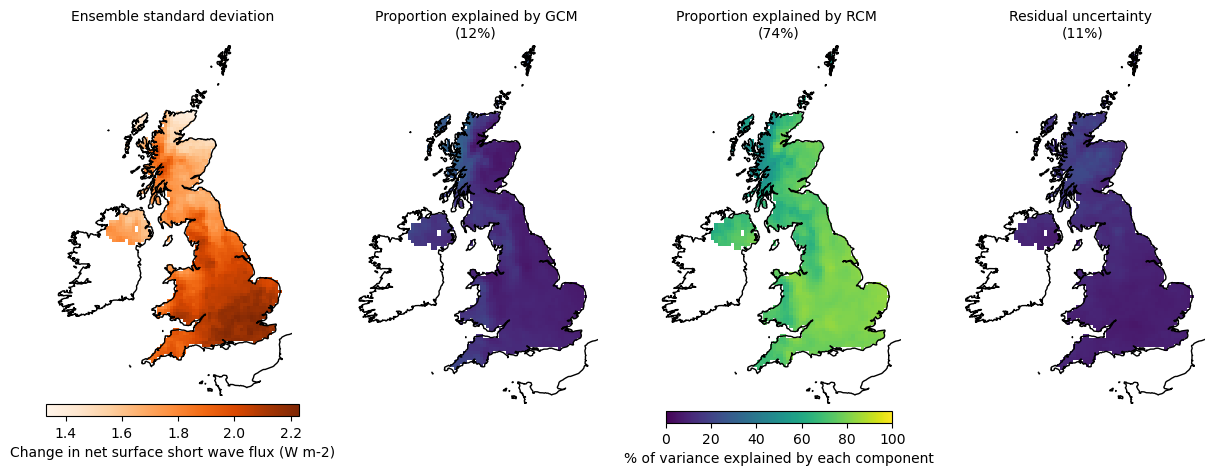 Ensemble standard deviation
Proportion explained by GCM
(12%)
Proportion explained by RCM
(74%)
Residual uncertainty
(11%)
1.4 1.6 1.8 2.0 2.2
Change in net surface short wave flux (W m-2)
0 20 40 60 80 100
% of variance explained by each component